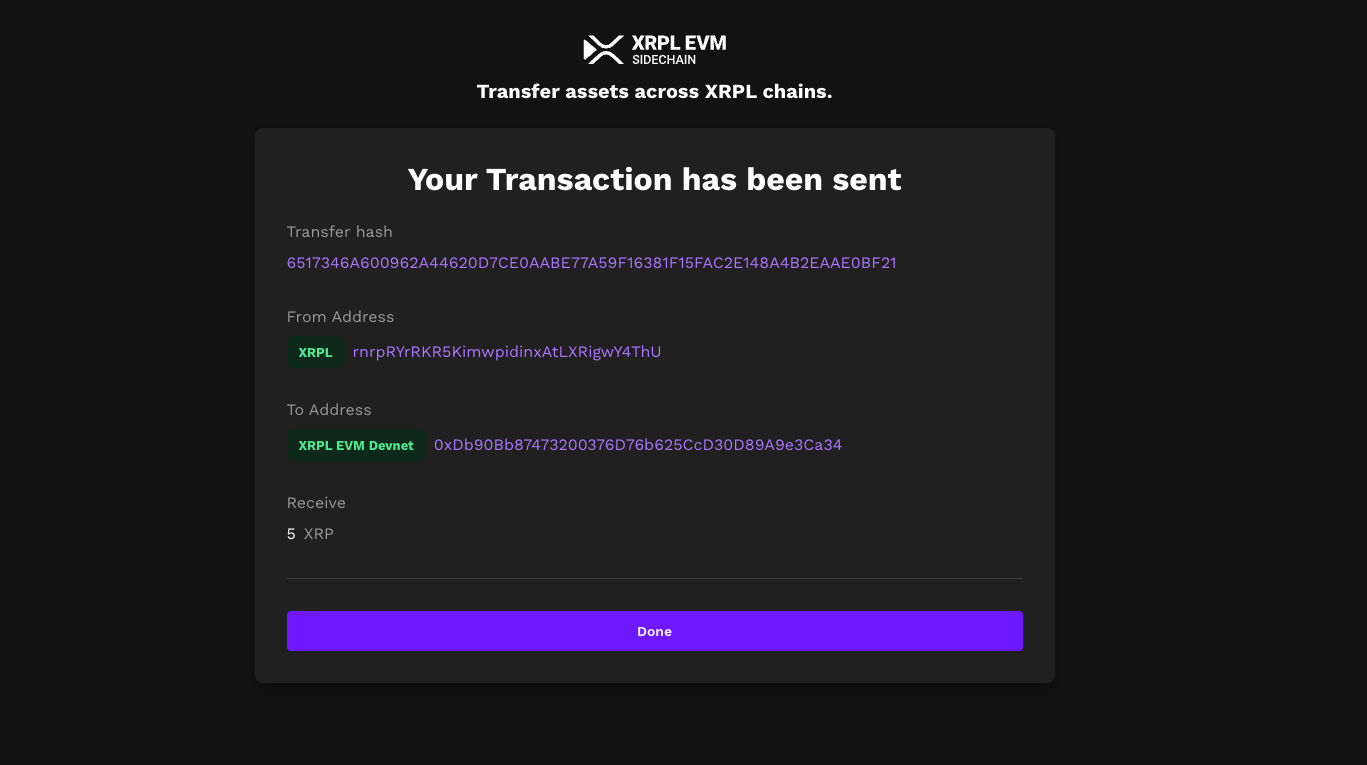 XRPL EVM
SIDECHAIN
Transfer assets across XRPL chains.
Your Transaction has been sent
Transfer hash
6517346A600962A44620D7CE0AABE77A59F16381F15FAC2E148A4B2EAAE0BF21
From Address
XRPL rnrpRYrRKR5KimwpidinxAtLXRigwY4ThU
To Address
XRPL EVM Devnet 0xDb90Bb87473200376D76b625CcD30D89A9e3Ca34
Receive
5 XRP
Done